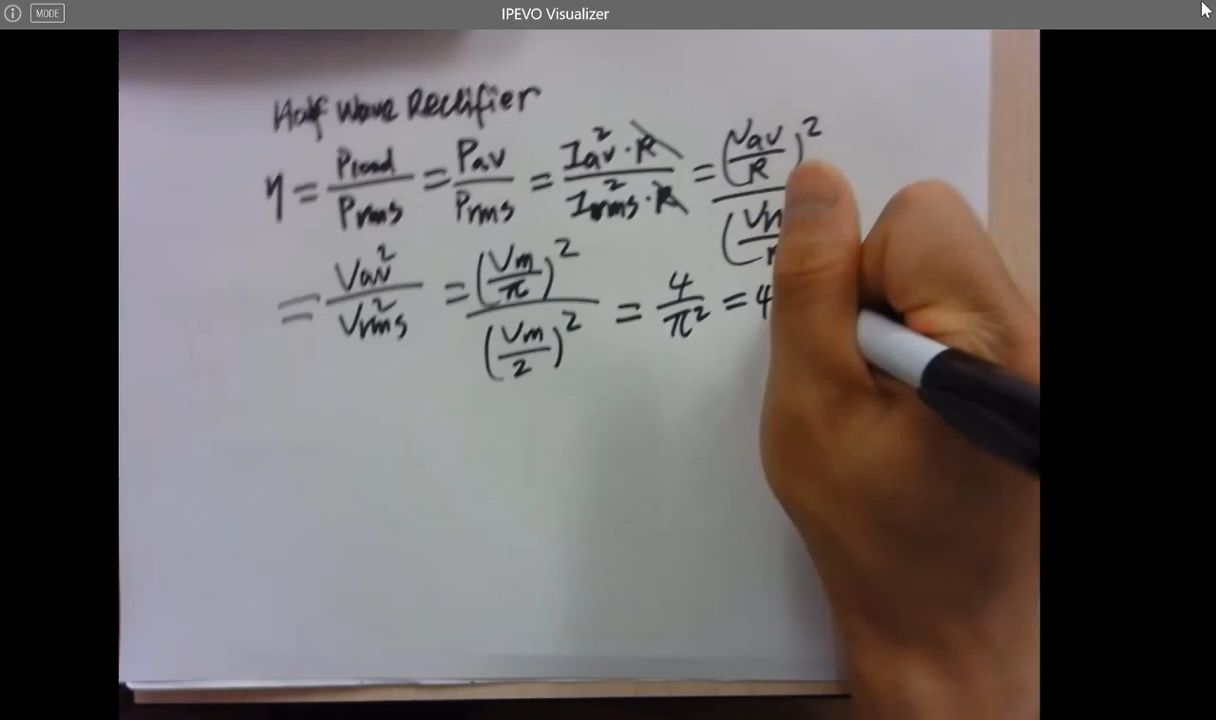 IPEVO Visualizer
MODE
Half Wave Rectifier
η = Pload/Prms = Pav/Prms = Iav²·R/Irms²·R = (Vav/R)²/(V
= Vav²/Vrms² = (Vm/π)²/(Vm/2)² = 4/π² = 4